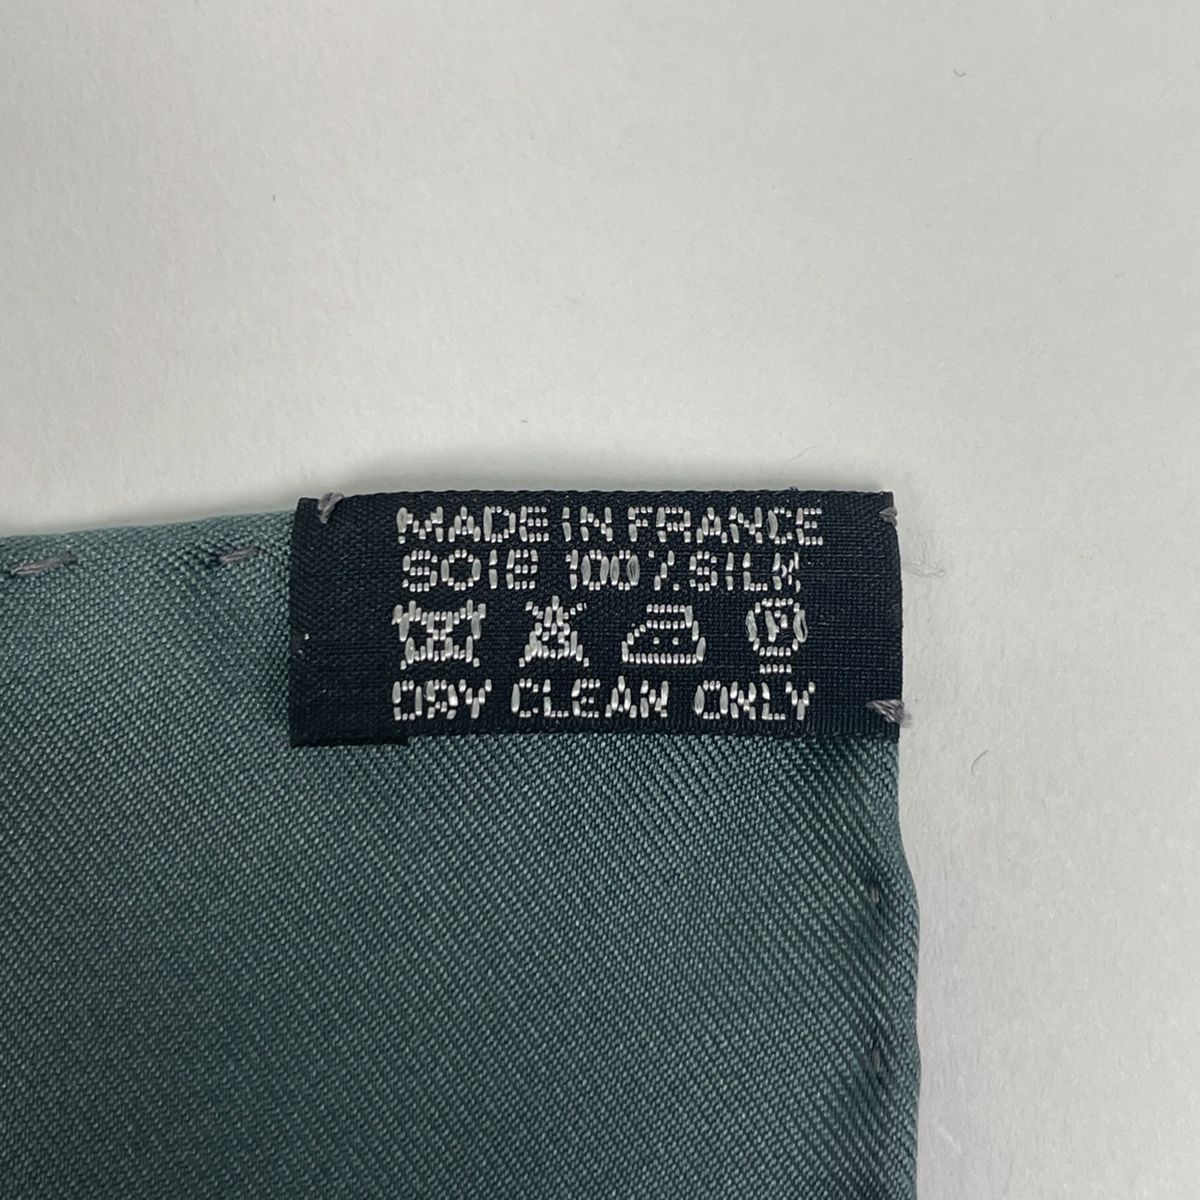 MADE IN FRANCE
SOIE 100% SILK
P
DRY CLEAN ONLY